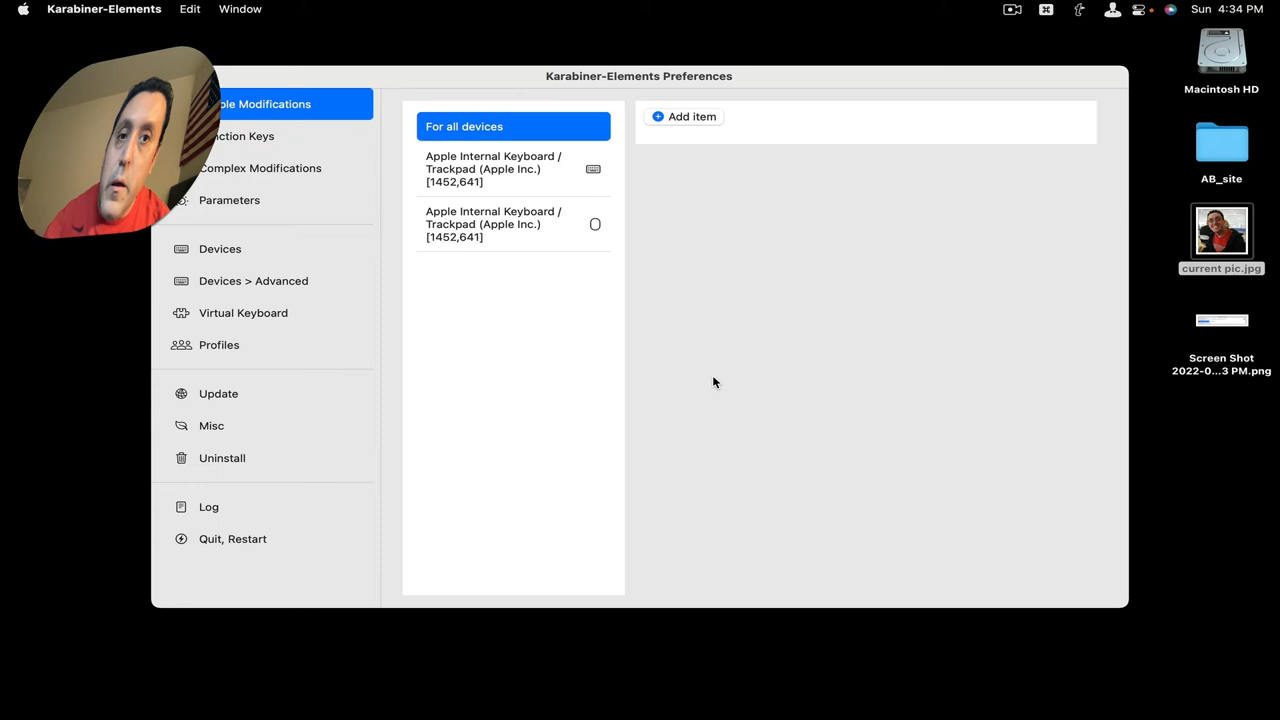 Karabiner-Elements Edit Window Sun 4:34 PM
Macintosh HD
AB_site
current pic.jpg
Screen Shot
2022-0...3 PM.png
Karabiner-Elements Preferences
ple Modifications
nction Keys
Complex Modifications
Parameters
Devices
Devices > Advanced
Virtual Keyboard
Profiles
Update
Misc
Uninstall
Log
Quit, Restart
For all devices
Apple Internal Keyboard /
Trackpad (Apple Inc.)
[1452,641]
Apple Internal Keyboard /
Trackpad (Apple Inc.)
[1452,641]
Add item